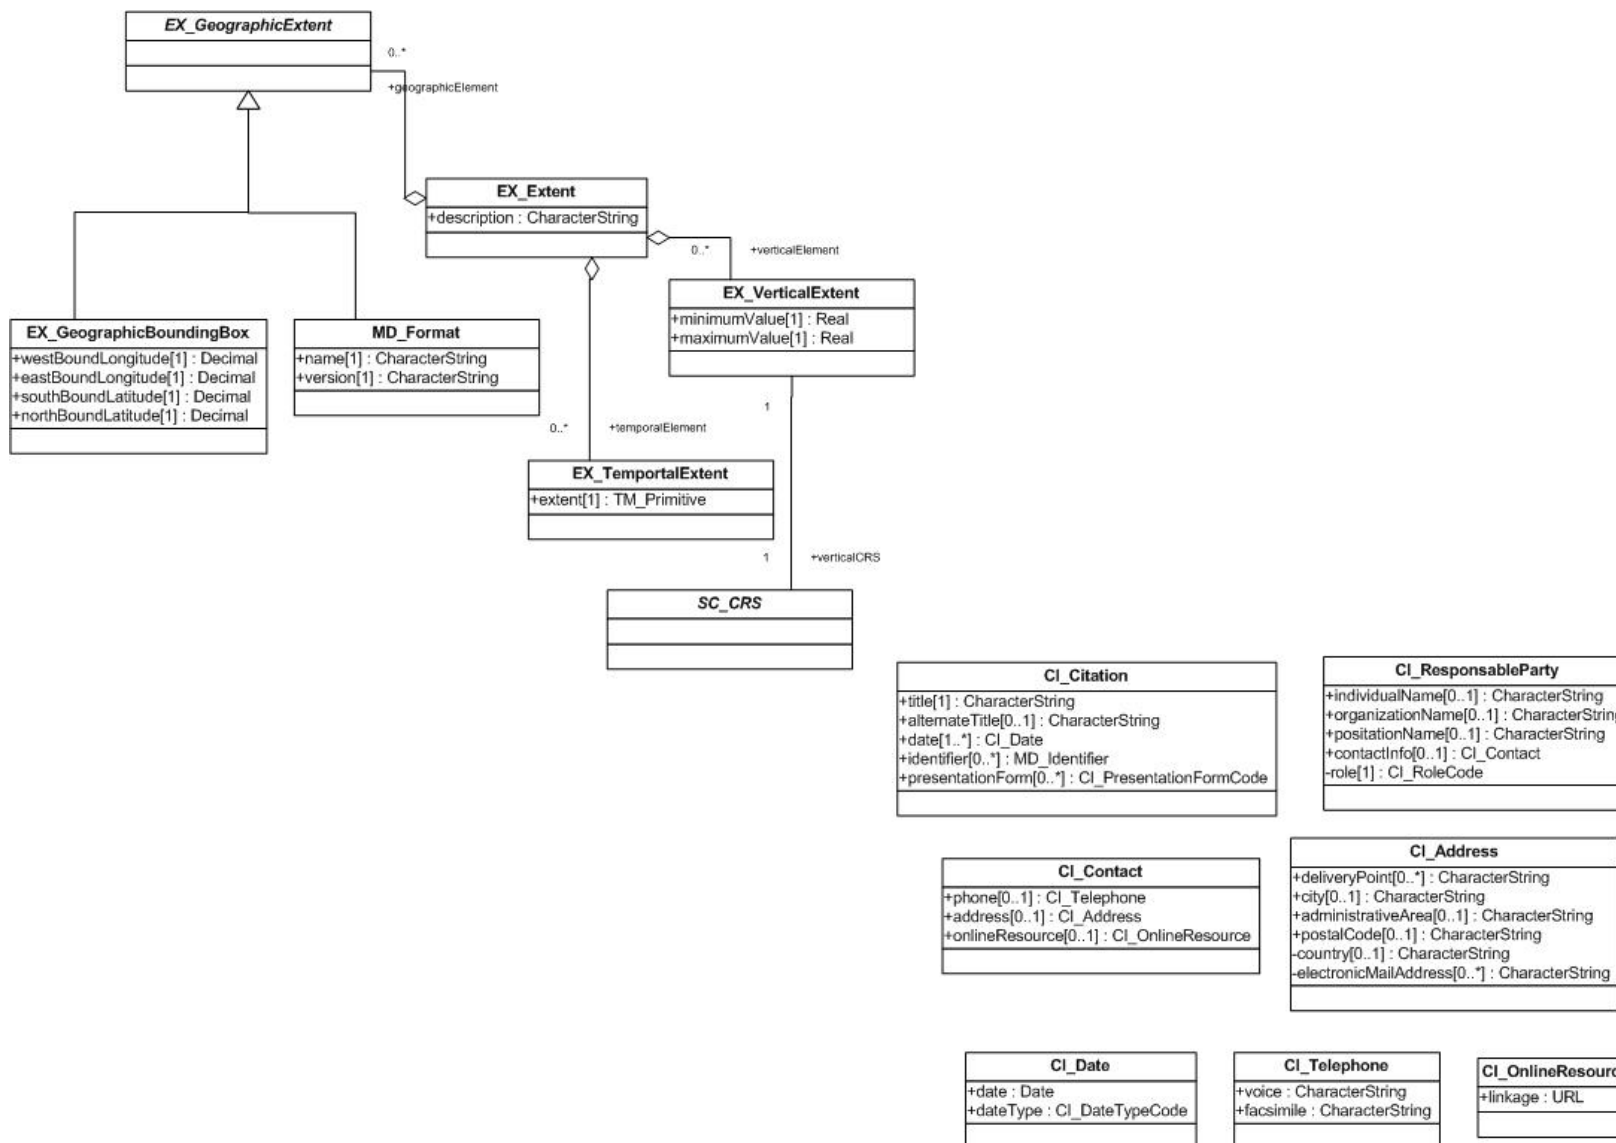 EX_GeographicExtent
0..*
+geographicElement
EX_Extent
+description : CharacterString
0..*
+verticalElement
EX_VerticalExtent
+minimumValue[1] : Real
+maximumValue[1] : Real
EX_GeographicBoundingBox
+westBoundLongitude[1] : Decimal
+eastBoundLongitude[1] : Decimal
+southBoundLatitude[1] : Decimal
+northBoundLatitude[1] : Decimal
MD_Format
+name[1] : CharacterString
+version[1] : CharacterString
1
0..*
+temporalElement
EX_TemportalExtent
+extent[1] : TM_Primitive
1
+verticalCRS
SC_CRS
CI_Citation
+title[1] : CharacterString
+alternateTitle[0..1] : CharacterString
+date[1..*] : CI_Date
+identifier[0..*] : MD_Identifier
+presentationForm[0..*] : CI_PresentationFormCode
CI_ResponsableParty
+individualName[0..1] : CharacterString
+organizationName[0..1] : CharacterString
+positationName[0..1] : CharacterString
+contactInfo[0..1] : CI_Contact
-role[1] : CI_RoleCode
CI_Contact
+phone[0..1] : CI_Telephone
+address[0..1] : CI_Address
+onlineResource[0..1] : CI_OnlineResource
CI_Address
+deliveryPoint[0..*] : CharacterString
+city[0..1] : CharacterString
+administrativeArea[0..1] : CharacterString
+postalCode[0..1] : CharacterString
-country[0..1] : CharacterString
-electronicMailAddress[0..*] : CharacterString
CI_Date
+date : Date
+dateType : CI_DateTypeCode
CI_Telephone
+voice : CharacterString
+facsimile : CharacterString
CI_OnlineResourc
+linkage : URL